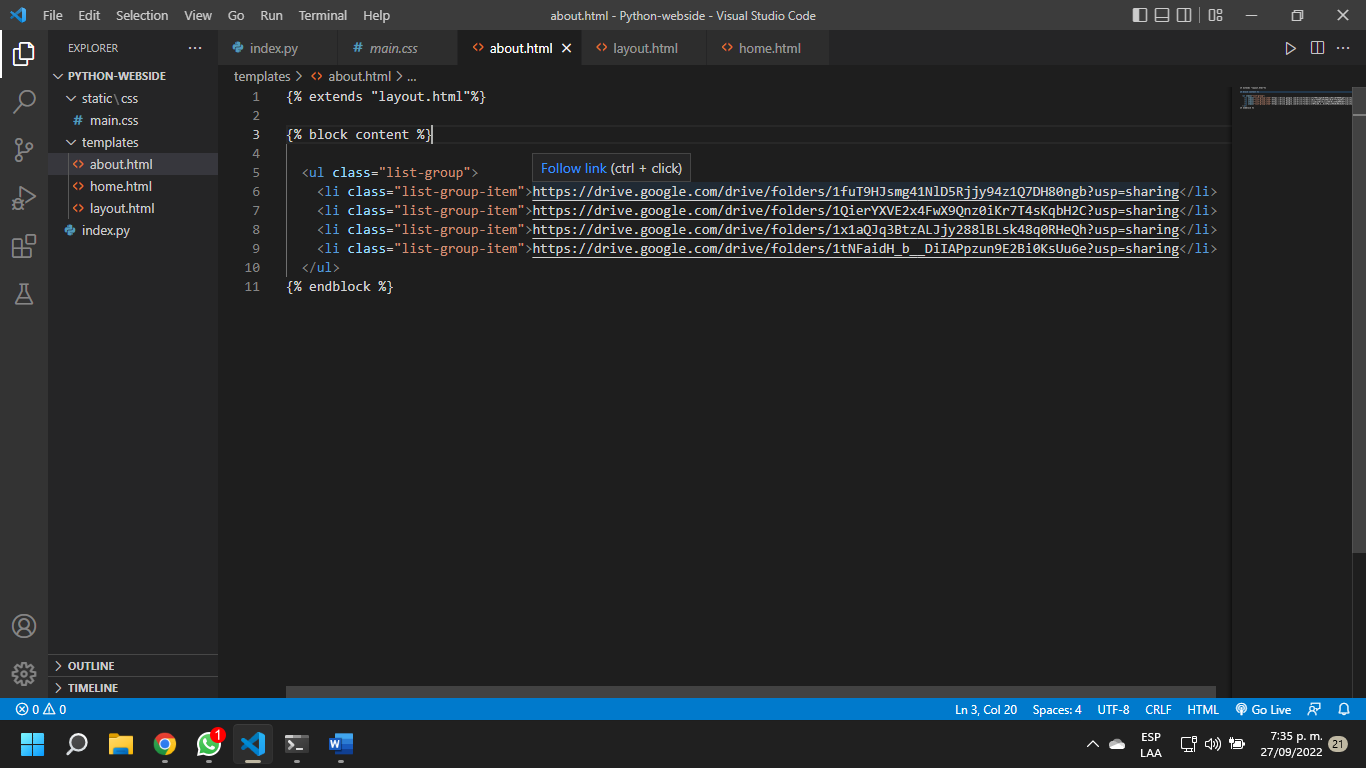 File Edit Selection View Go Run Terminal Help about.html - Python-webside - Visual Studio Code
EXPLORER ...
index.py # main.css <> about.html × <> layout.html <> home.html
PYTHON-WEBSIDE
templates > <> about.html > ...
static\css
# main.css
templates
<> about.html
<> home.html
<> layout.html
index.py
1 {% extends "layout.html"%}
2
3 {% block content %}
4
Follow link (ctrl + click)
5 <ul class="list-group">
6 <li class="list-group-item">https://drive.google.com/drive/folders/1fuT9HJsmg41NlD5Rjjy94z1Q7DH80ngb?usp=sharing</li>
7 <li class="list-group-item">https://drive.google.com/drive/folders/1QierYXVE2x4FwX9Qnz0iKr7T4sKqbH2C?usp=sharing</li>
8 <li class="list-group-item">https://drive.google.com/drive/folders/1x1aQJq3BtzALJjy288lBLsk48q0RHeQh?usp=sharing</li>
9 <li class="list-group-item">https://drive.google.com/drive/folders/1tNFaidH_b__DiIAPpzun9E2Bi0KsUu6e?usp=sharing</li>
10 </ul>
11 {% endblock %}
OUTLINE
TIMELINE
0 0 Ln 3, Col 20 Spaces: 4 UTF-8 CRLF HTML Go Live
1 ESP LAA 7:35 p. m. 27/09/2022 21